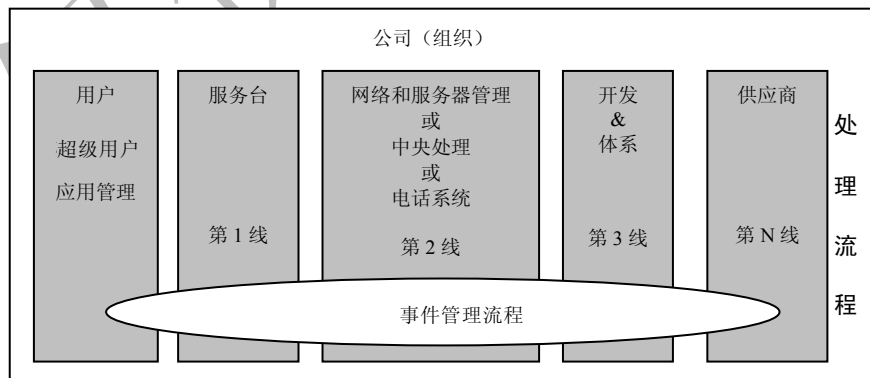 公司（组织）
用户
超级用户
应用管理
服务台
第 1 线
网络和服务器管理
或
中央处理
或
电话系统
第 2 线
开发
&
体系
第 3 线
供应商
第 N 线
处
理
流
程
事件管理流程